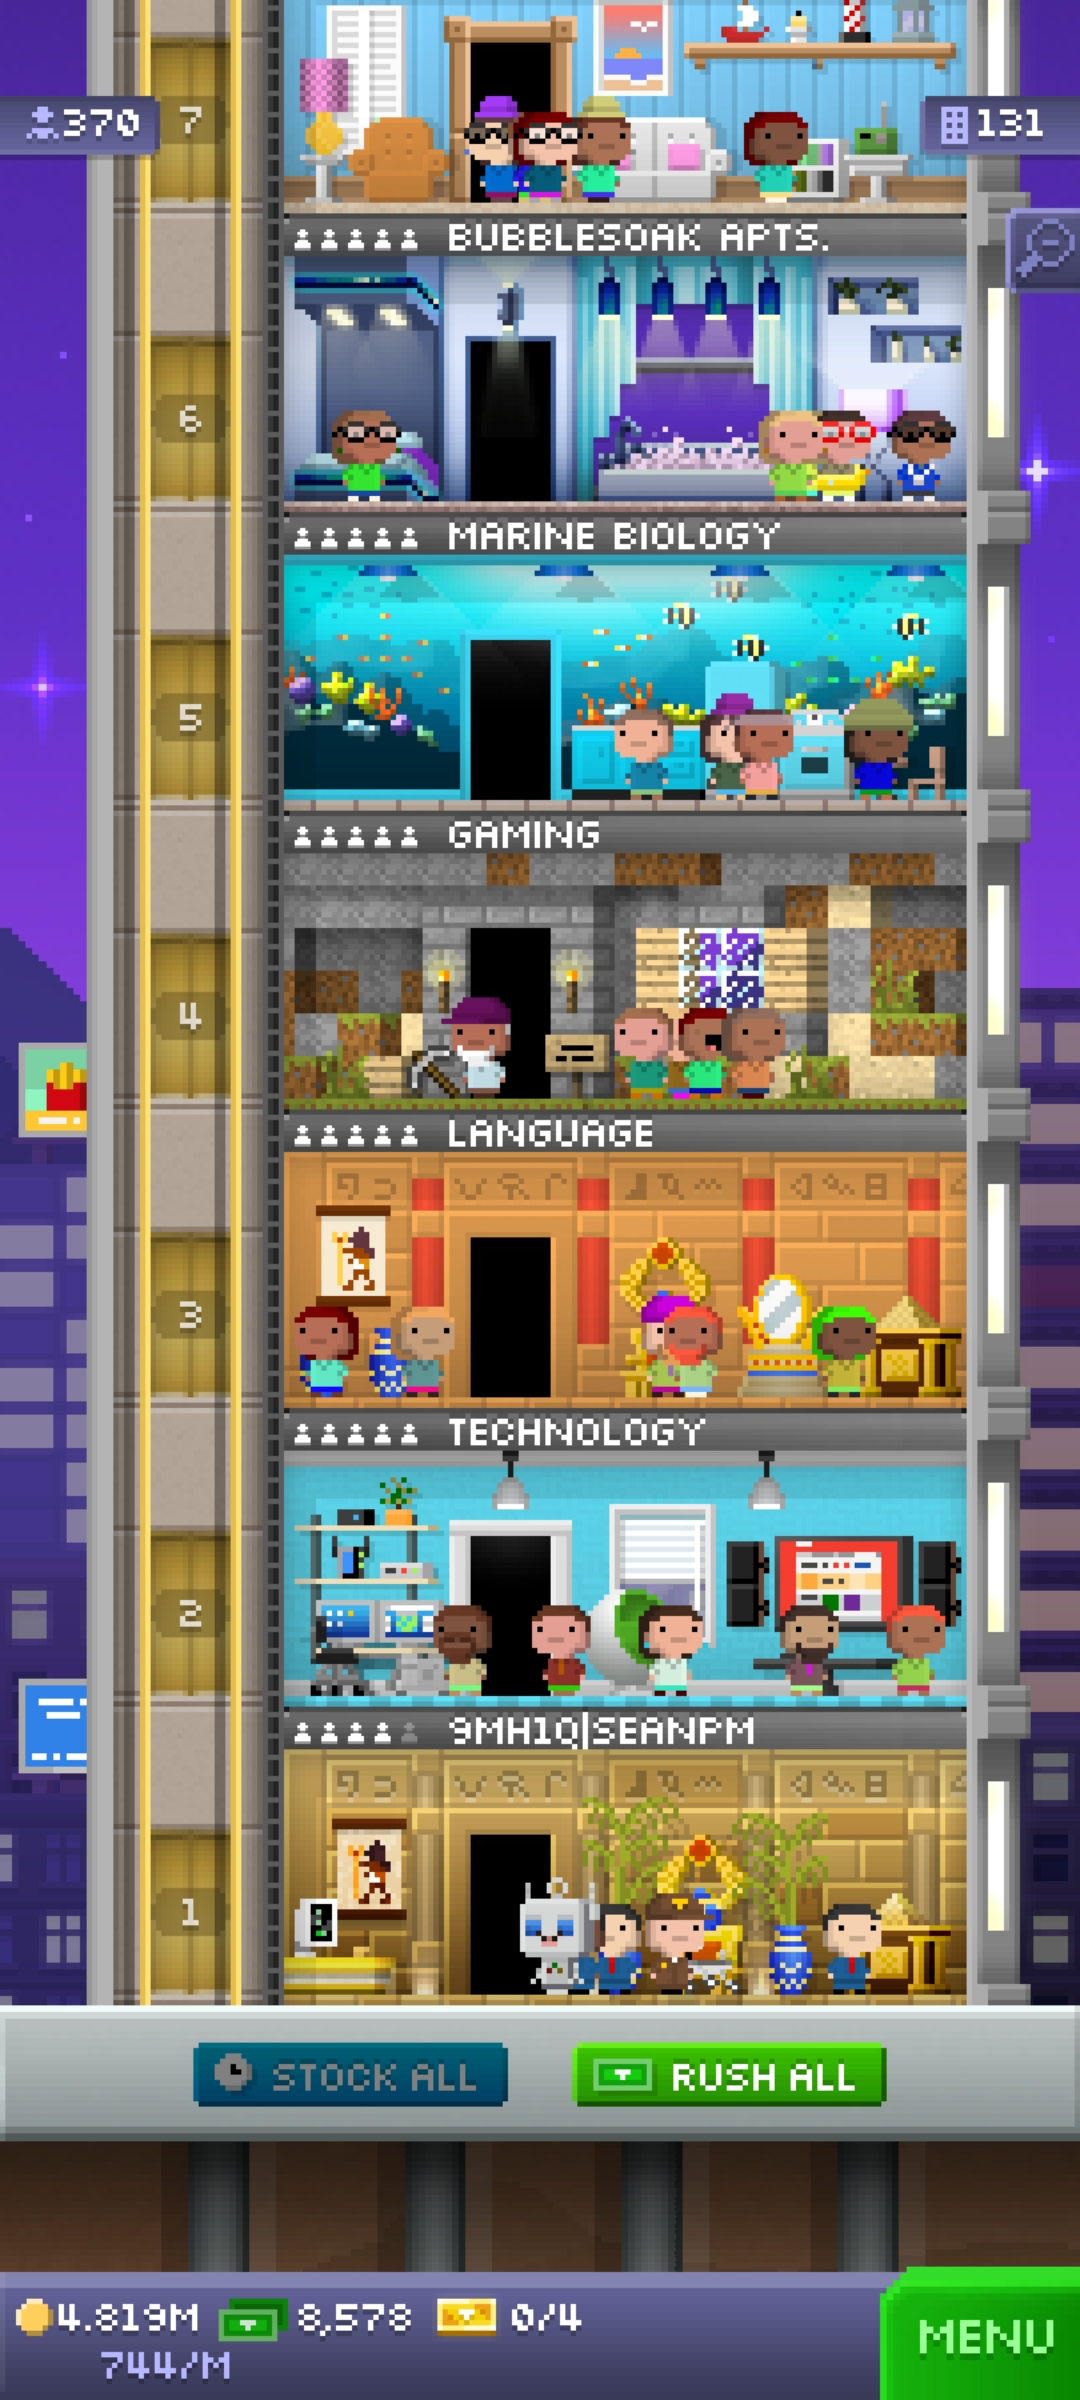 7
370
131
BUBBLESOAK APTS.
6
MARINE BIOLOGY
5
GAMING
4
LANGUAGE
3
TECHNOLOGY
2
9MH1Q|SEANPM
1
STOCK ALL
RUSH ALL
4.819M
8,578
0/4
744/M
MENU